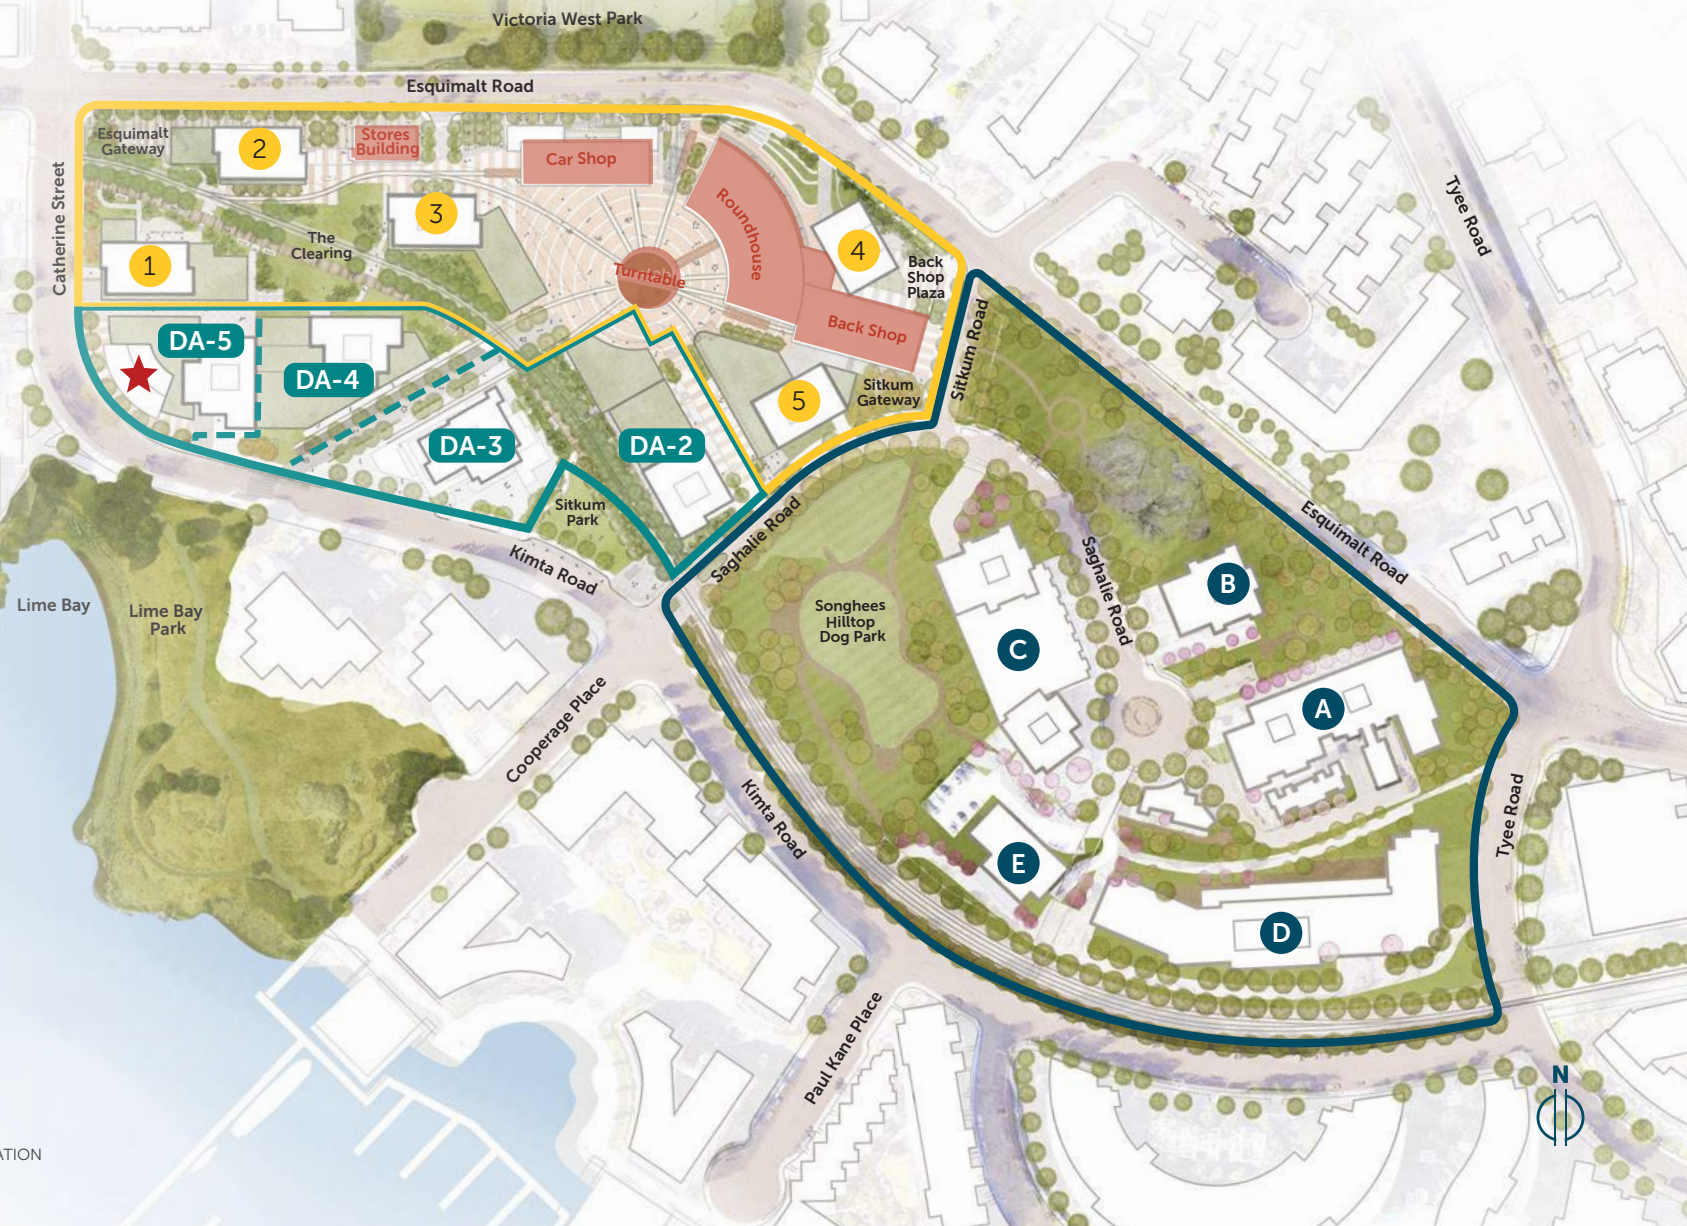 Victoria West Park
Esquimalt Road
Esquimalt
Gateway
2
Stores
Building
Car Shop
Catherine Street
3
Roundhouse
The
Clearing
1
Turntable
4
Back
Shop
Plaza
Tyee Road
DA-5
DA-4
Back Shop
Sitkum Road
5
Sitkum
Gateway
DA-3
DA-2
Sitkum
Park
Saghalie Road
Kimta Road
Esquimalt Road
Saghalie Road
B
Lime Bay
Lime Bay
Park
Songhees
Hilltop
Dog Park
C
A
Cooperage Place
Kimta Road
Tyee Road
E
D
Paul Kane Place
N
ATION